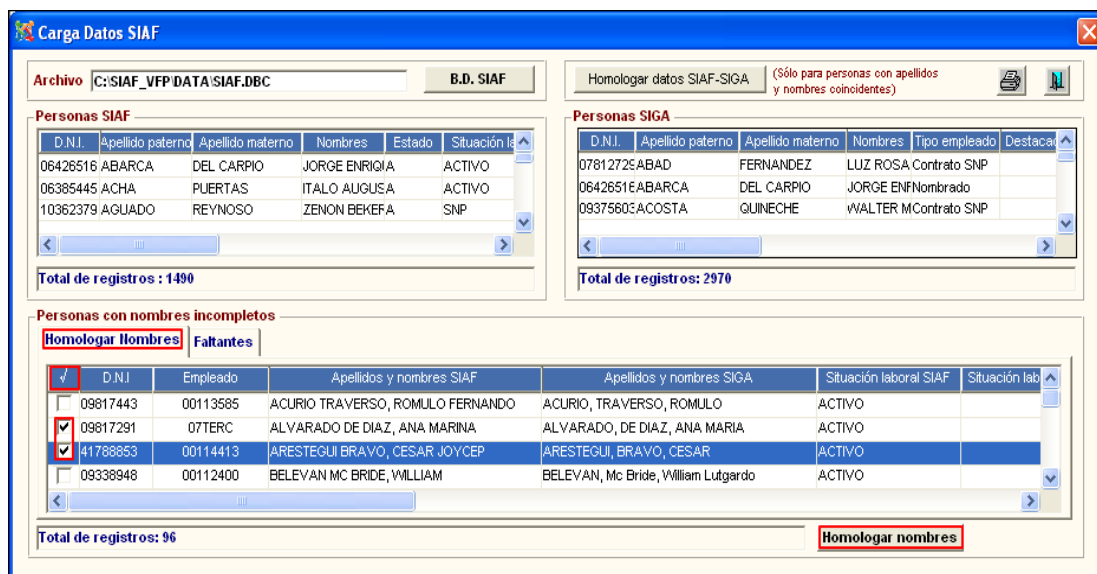 Carga Datos SIAF
Archivo C:\SIAF_VFP\DATA\SIAF.DBC B.D. SIAF
Homologar datos SIAF-SIGA (Sólo para personas con apellidos
y nombres coincidentes)
Personas SIAF
D.N.I. Apellido paterno Apellido materno Nombres Estado Situación la
06426516 ABARCA DEL CARPIO JORGE ENRIQI A ACTIVO
06385445 ACHA PUERTAS ITALO AUGUS A ACTIVO
10362379 AGUADO REYNOSO ZENON BEKEF A SNP
Total de registros : 1490
Personas SIGA
D.N.I. Apellido paterno Apellido materno Nombres Tipo empleado Destacac
07812729 ABAD FERNANDEZ LUZ ROSA Contrato SNP
06426516 ABARCA DEL CARPIO JORGE ENF Nombrado
09375603 ACOSTA QUINECHE WALTER M Contrato SNP
Total de registros: 2970
Personas con nombres incompletos
Homologar Nombres Faltantes
√ D.N.I Empleado Apellidos y nombres SIAF Apellidos y nombres SIGA Situación laboral SIAF Situación lab
09817443 00113585 ACURIO TRAVERSO, ROMULO FERNANDO ACURIO, TRAVERSO, ROMULO ACTIVO
09817291 07TERC ALVARADO DE DIAZ, ANA MARINA ALVARADO, DE DIAZ, ANA MARIA ACTIVO
41788853 00114413 ARESTEGUI BRAVO, CESAR JOYCEP ARESTEGUI, BRAVO, CESAR ACTIVO
09338948 00112400 BELEVAN MC BRIDE, WILLIAM BELEVAN, Mc Bride, William Lutgardo ACTIVO
Total de registros: 96 Homologar nombres